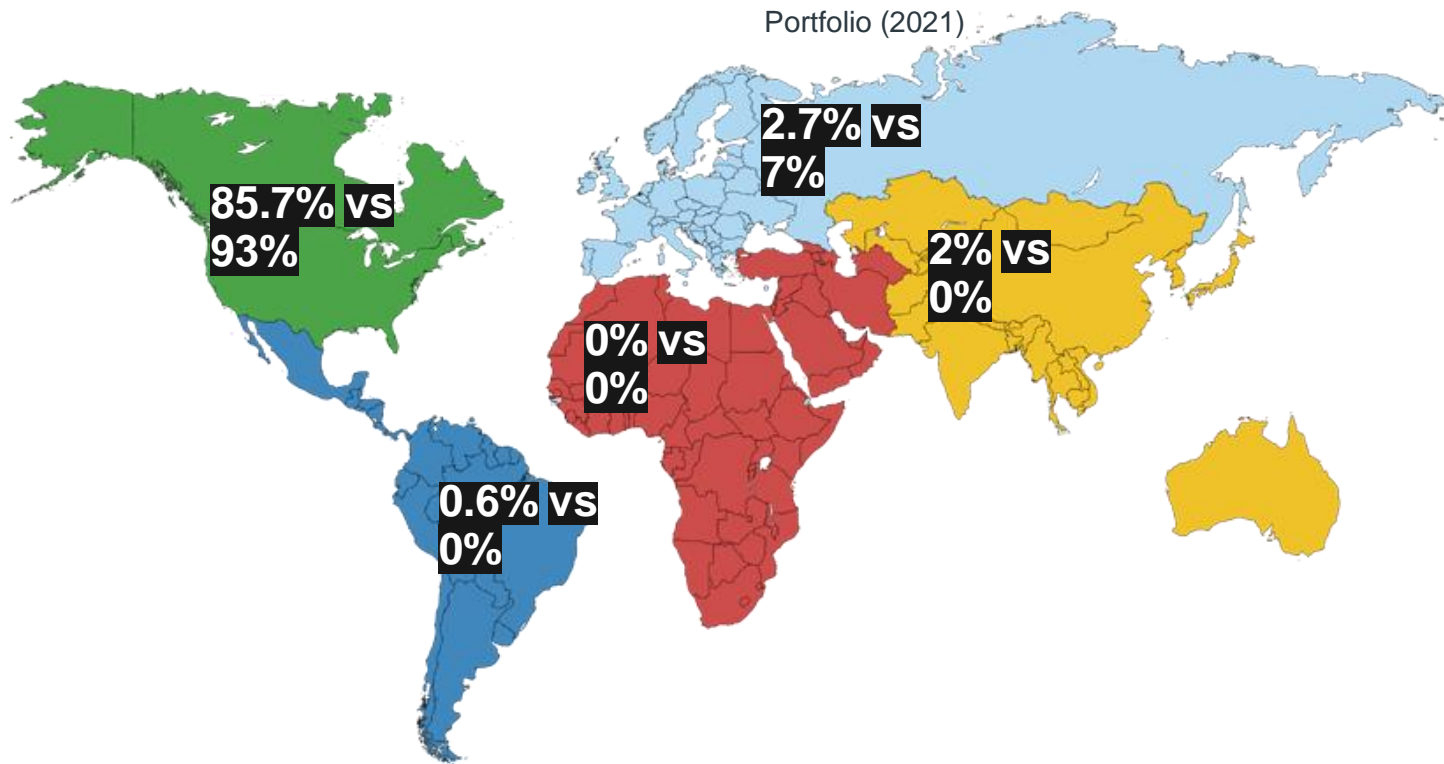 Portfolio (2021)
2.7% vs
7%
85.7% vs
93%
2% vs
0%
0% vs
0%
0.6% vs
0%